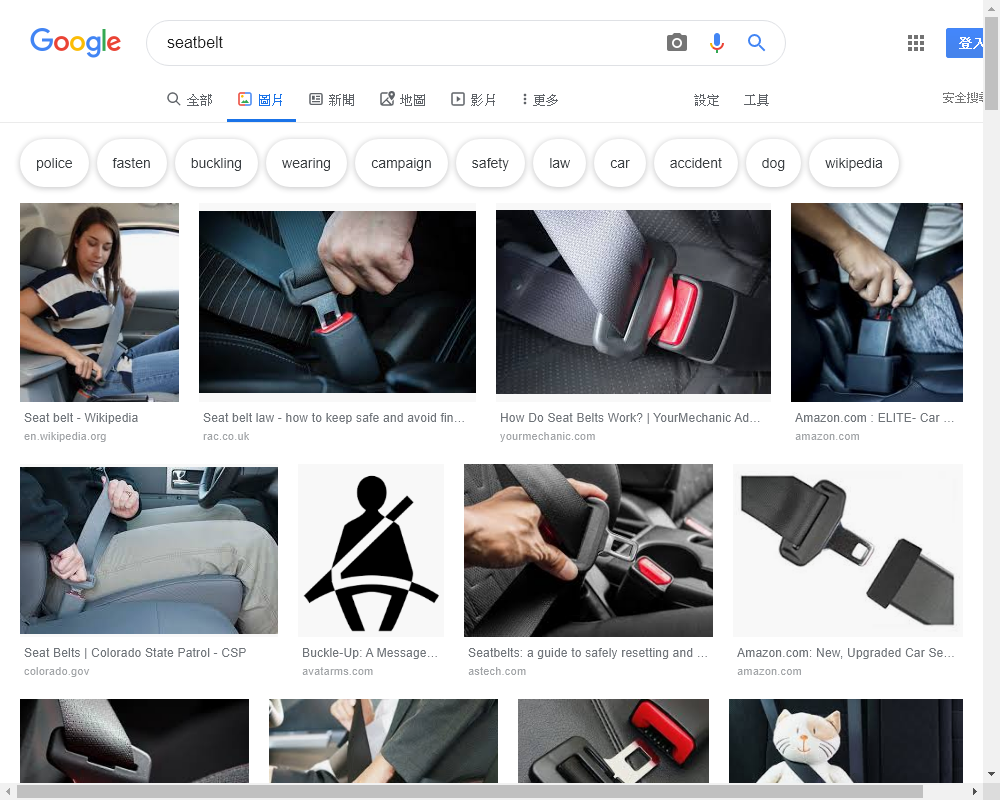 Google
seatbelt
登入
全部
圖片
新聞
地圖
影片
更多
設定
工具
安全搜尋
police
fasten
buckling
wearing
campaign
safety
law
car
accident
dog
wikipedia
Seat belt - Wikipedia
en.wikipedia.org
Seat belt law - how to keep safe and avoid fin...
rac.co.uk
How Do Seat Belts Work? | YourMechanic Ad...
yourmechanic.com
Amazon.com : ELITE- Car ...
amazon.com
Seat Belts | Colorado State Patrol - CSP
colorado.gov
Buckle-Up: A Message...
avatarms.com
Seatbelts: a guide to safely resetting and ...
astech.com
Amazon.com: New, Upgraded Car Se...
amazon.com